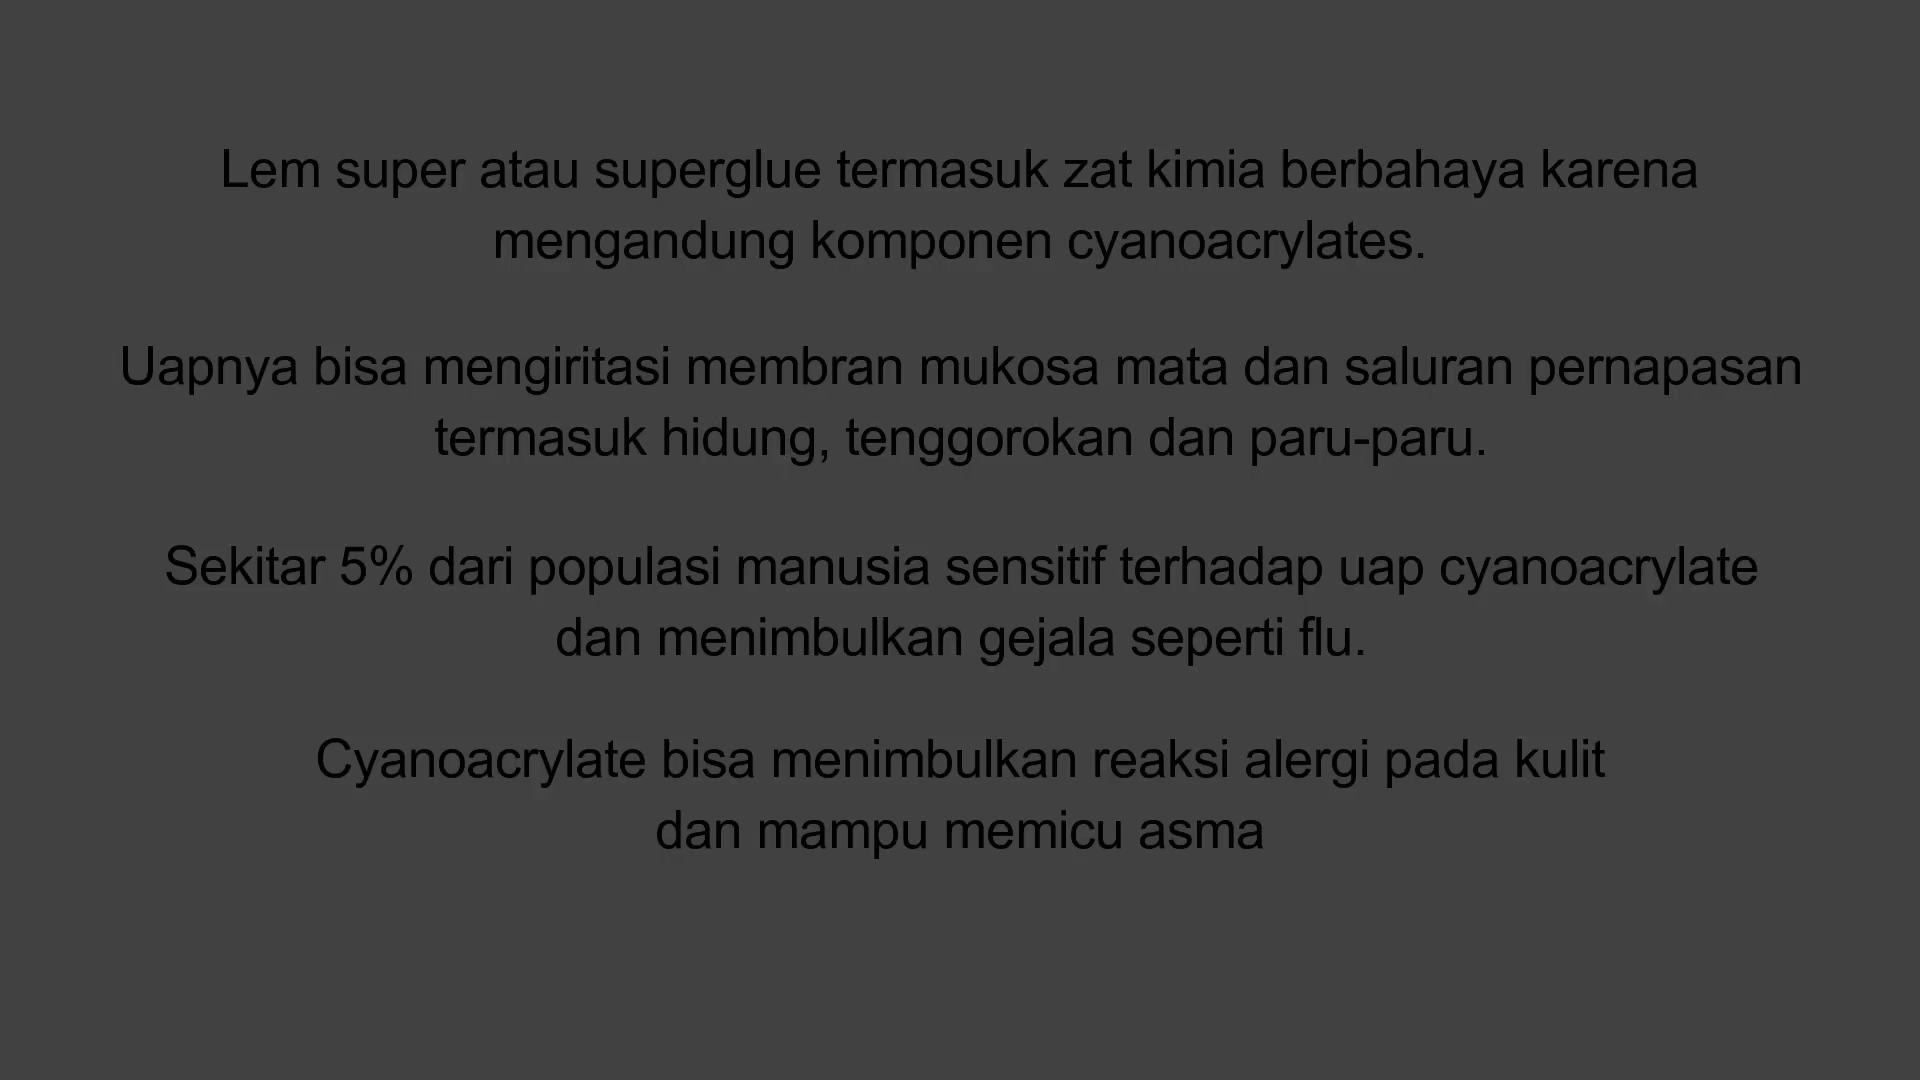 Lem super atau superglue termasuk zat kimia berbahaya karena
mengandung komponen cyanoacrylates.
Uapnya bisa mengiritasi membran mukosa mata dan saluran pernapasan
termasuk hidung, tenggorokan dan paru-paru.
Sekitar 5% dari populasi manusia sensitif terhadap uap cyanoacrylate
dan menimbulkan gejala seperti flu.
Cyanoacrylate bisa menimbulkan reaksi alergi pada kulit
dan mampu memicu asma